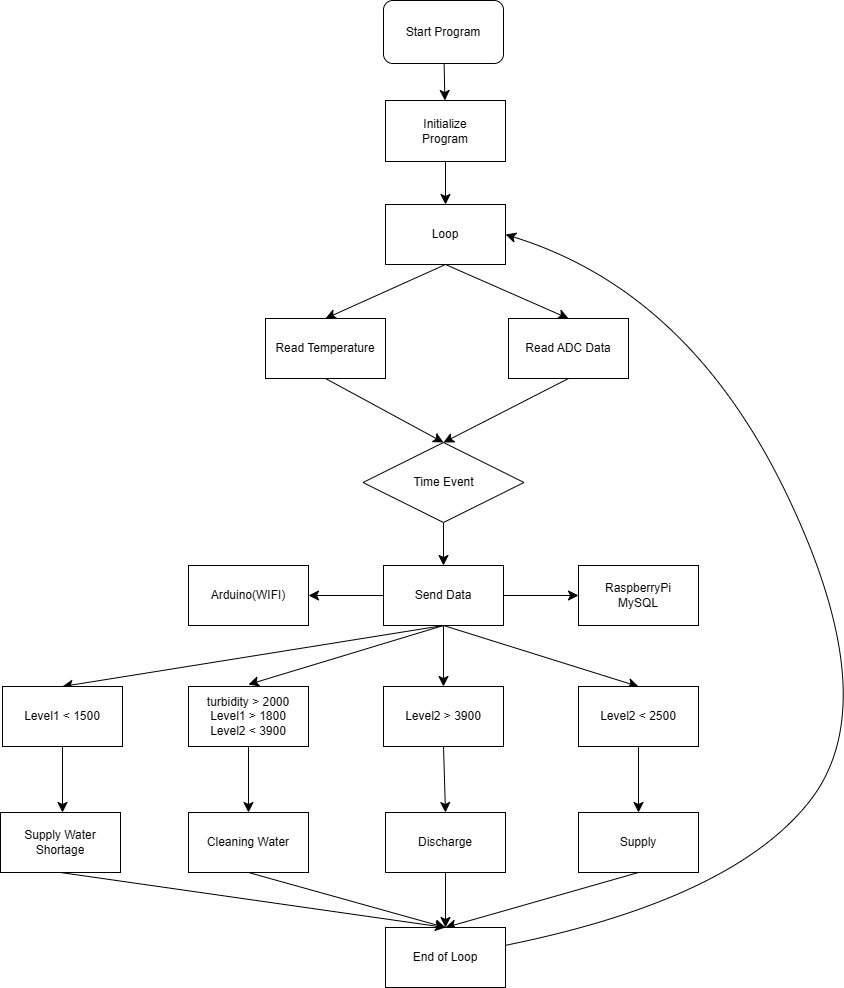 Start Program
Initialize
Program
Loop
Read Temperature
Read ADC Data
Time Event
Arduino(WIFI)
Send Data
RaspberryPi
MySQL
Level1 < 1500
turbidity > 2000
Level1 > 1800
Level2 < 3900
Level2 > 3900
Level2 < 2500
Supply Water
Shortage
Cleaning Water
Discharge
Supply
End of Loop